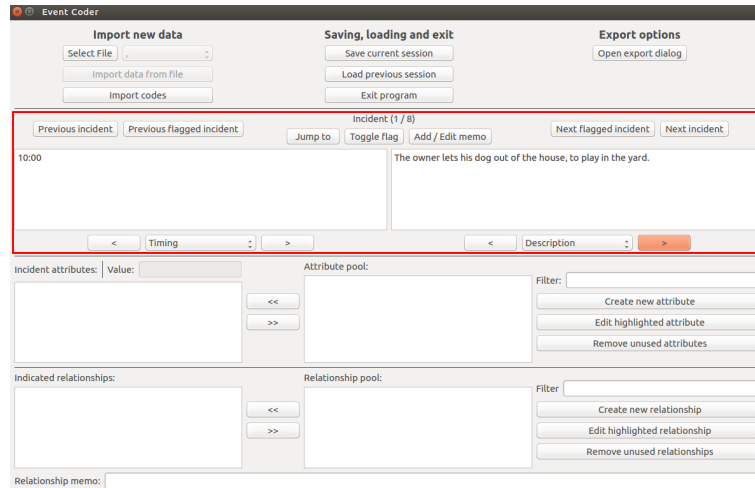 Event Coder
Import new data
Saving, loading and exit
Export options
Select File
,
Save current session
Open export dialog
Import data from file
Load previous session
Import codes
Exit program
Incident (1 / 8)
Previous incident
Previous flagged incident
Jump to
Toggle flag
Add / Edit memo
Next flagged incident
Next incident
10:00
The owner lets his dog out of the house, to play in the yard.
<
Timing
>
<
Description
>
Incident attributes:
Value:
Attribute pool:
Filter:
<<
Create new attribute
>>
Edit highlighted attribute
Remove unused attributes
Indicated relationships:
Relationship pool:
Filter
<<
Create new relationship
>>
Edit highlighted relationship
Remove unused relationships
Relationship memo: